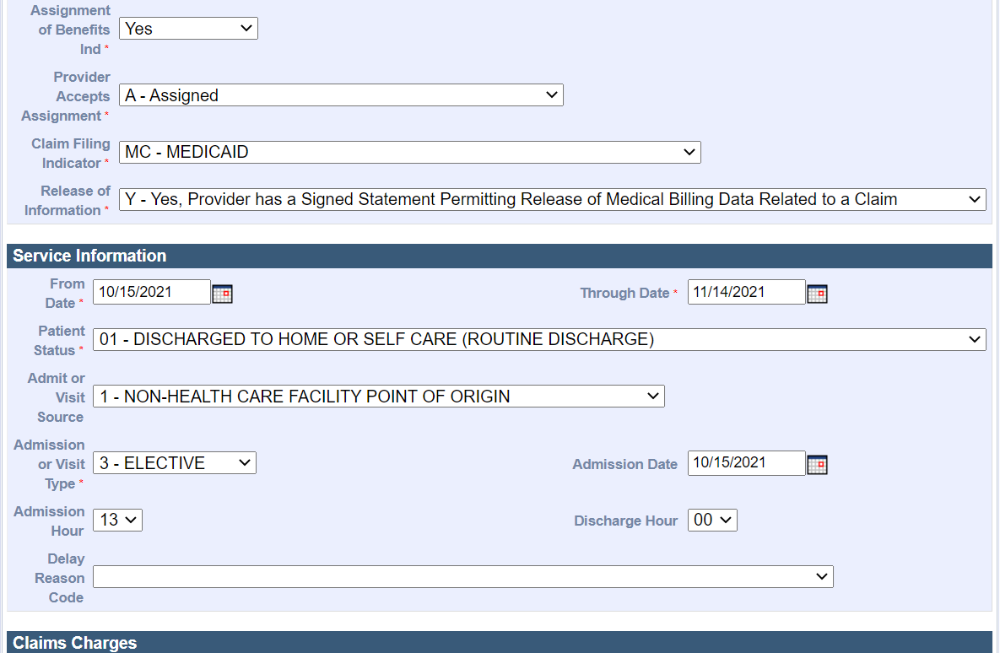 Assignment
of Benefits
Ind *
Yes
Provider
Accepts
Assignment *
A - Assigned
Claim Filing
Indicator *
MC - MEDICAID
Release of
Information *
Y - Yes, Provider has a Signed Statement Permitting Release of Medical Billing Data Related to a Claim
Service Information
From
Date *
10/15/2021
Through Date *
11/14/2021
Patient
Status *
01 - DISCHARGED TO HOME OR SELF CARE (ROUTINE DISCHARGE)
Admit or
Visit
Source
1 - NON-HEALTH CARE FACILITY POINT OF ORIGIN
Admission
or Visit
Type *
3 - ELECTIVE
Admission Date
10/15/2021
Admission
Hour
13
Discharge Hour
00
Delay
Reason
Code
Claims Charges